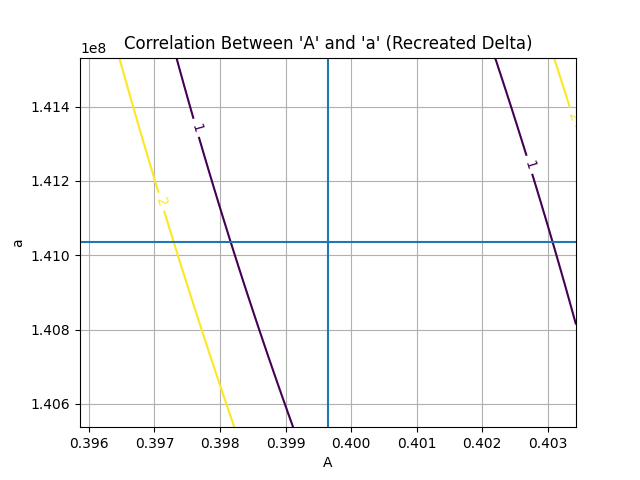 Correlation Between 'A' and 'a' (Recreated Delta)
1e8
1.414
1.412
1.410
1.408
1.406
a
1
2
1
2
0.396 0.397 0.398 0.399 0.400 0.401 0.402 0.403
A